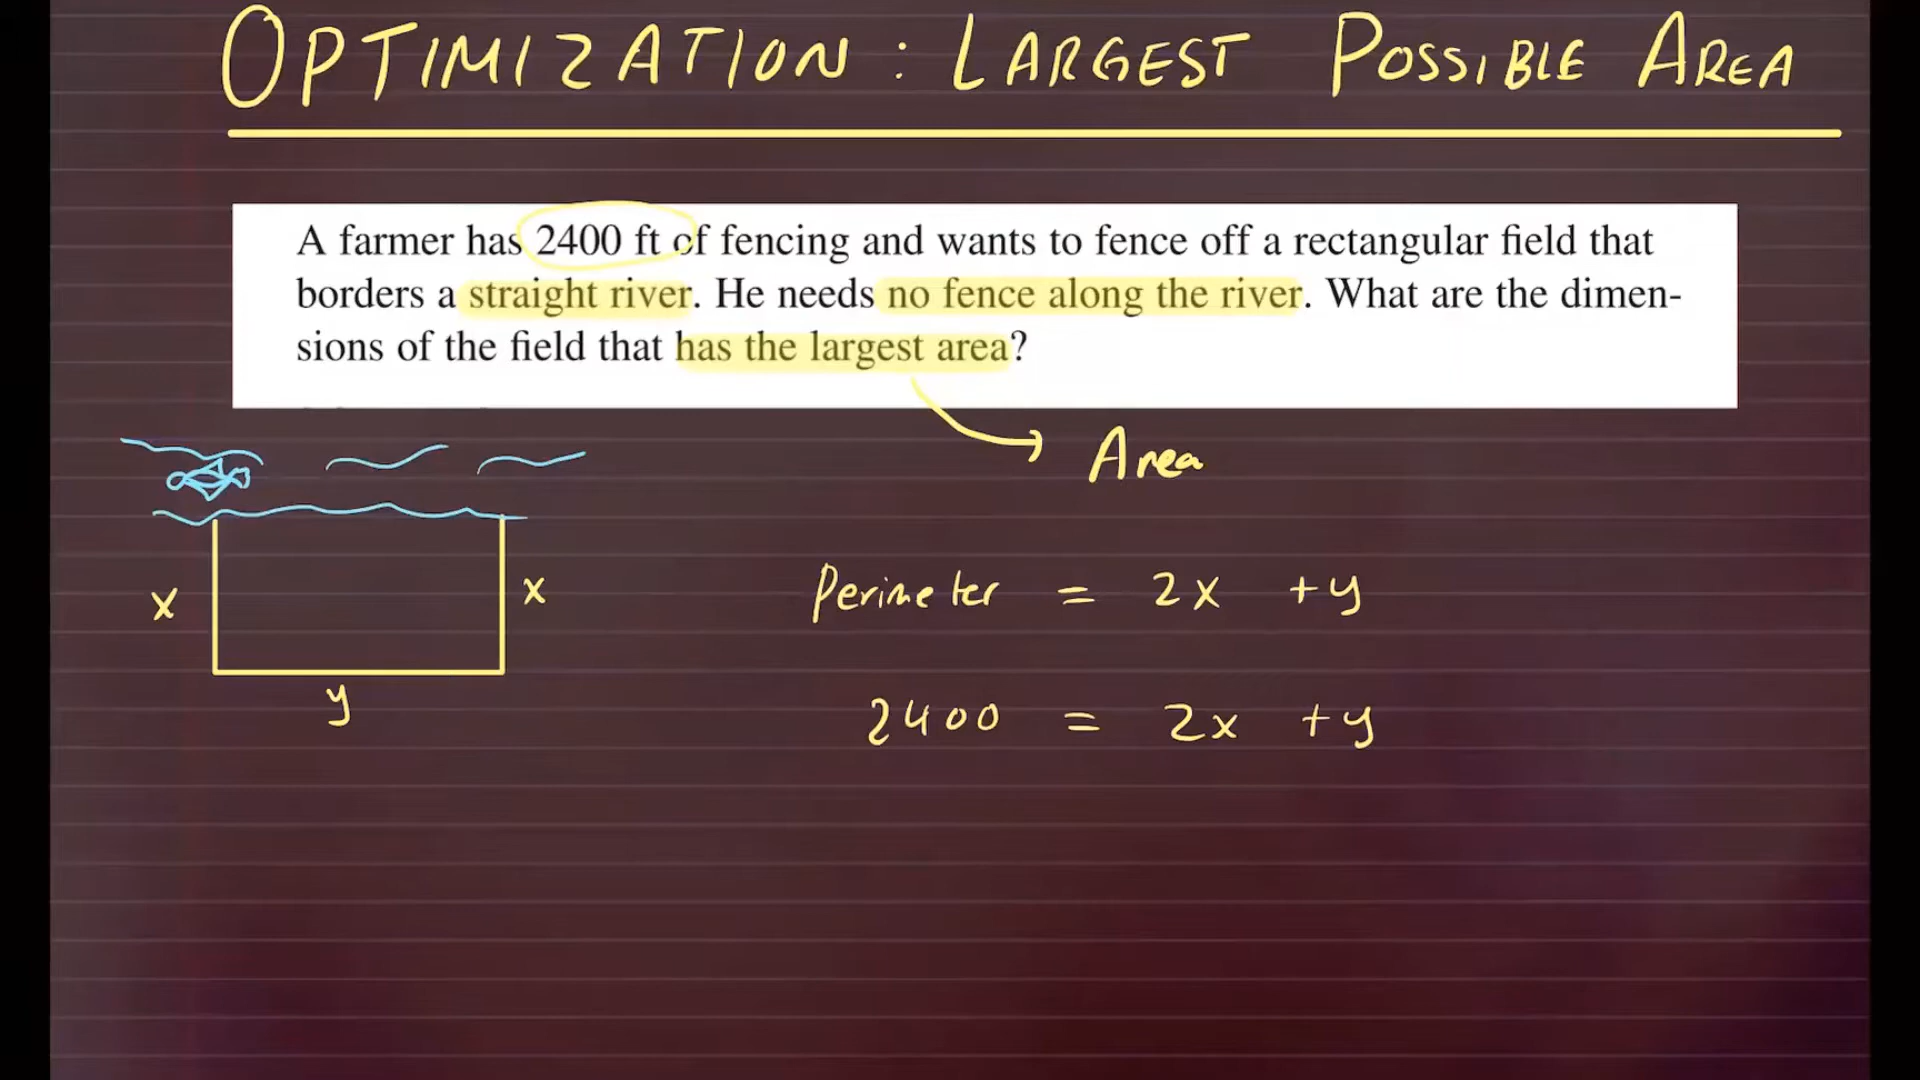 OPTIMIZATION : LARGEST POSSIBLE AREA
A farmer has 2400 ft of fencing and wants to fence off a rectangular field that
borders a straight river. He needs no fence along the river. What are the dimen-
sions of the field that has the largest area?
Area
x
x
y
Perimeter = 2x + y
2400 = 2x + y